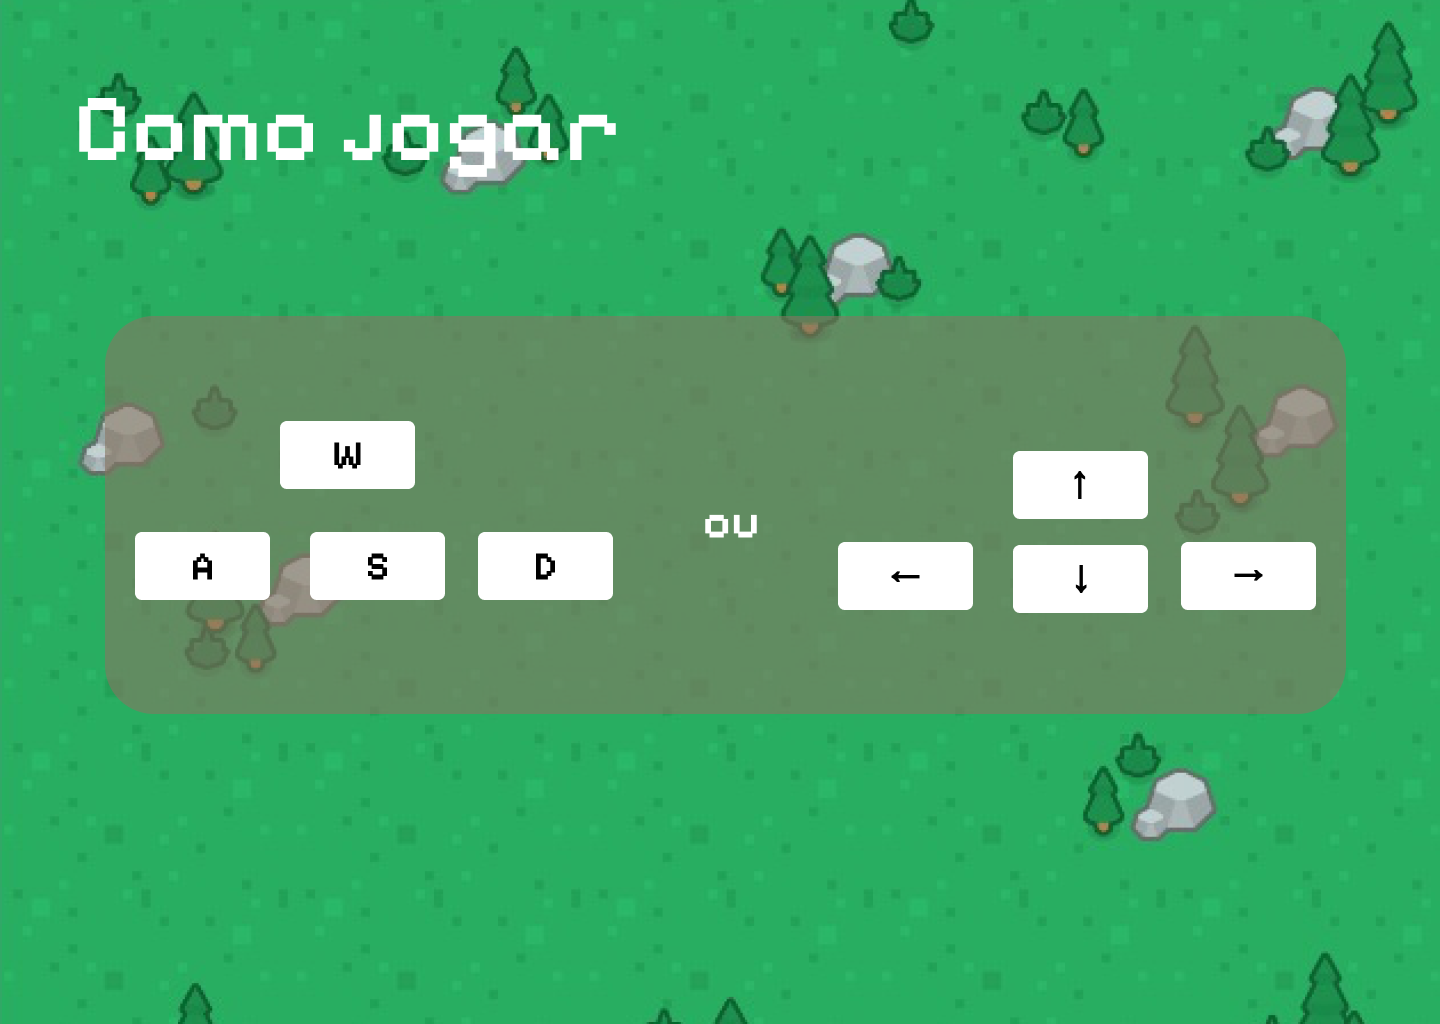 Como jogar
W
A S D
ou
↑
← ↓ →